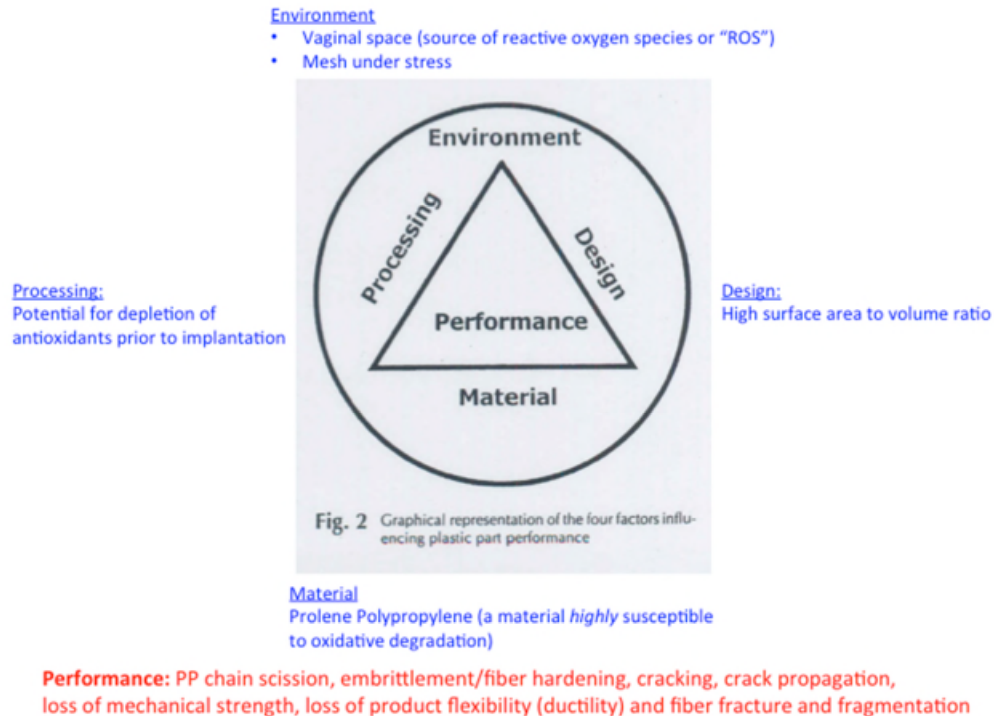 Environment
• Vaginal space (source of reactive oxygen species or “ROS”)
• Mesh under stress
Environment
Processing
Design
Performance
Material
Processing:
Potential for depletion of
antioxidants prior to implantation
Design:
High surface area to volume ratio
Fig. 2 Graphical representation of the four factors influ-
encing plastic part performance
Material
Prolene Polypropylene (a material highly susceptible
to oxidative degradation)
Performance: PP chain scission, embrittlement/fiber hardening, cracking, crack propagation,
loss of mechanical strength, loss of product flexibility (ductility) and fiber fracture and fragmentation